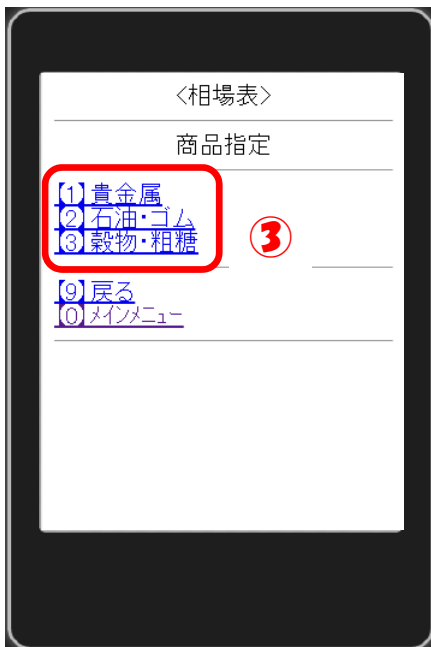 〈相場表〉
商品指定
【1】貴金属
【2】石油・ゴム
【3】穀物・粗糖
③
【9】戻る
【0】メインメニュー